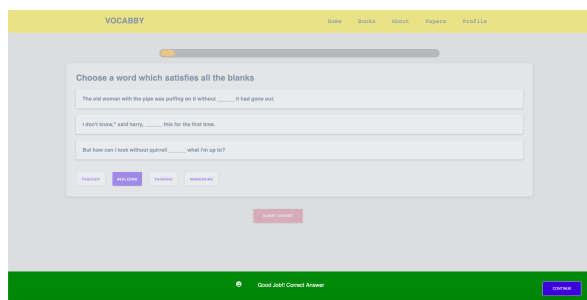 VOCABBY
Home Books About Papers Profile
Choose a word which satisfies all the blanks
The old woman with the pipe was puffing on it without ______ it had gone out.
I don't know," said harry, ______ this for the first time.
But how can I look without quirrell ______ what I'm up to?
THOUGHT REALIZING THINKING WONDERING
SUBMIT ANSWER
Good Job!! Correct Answer
CONTINUE